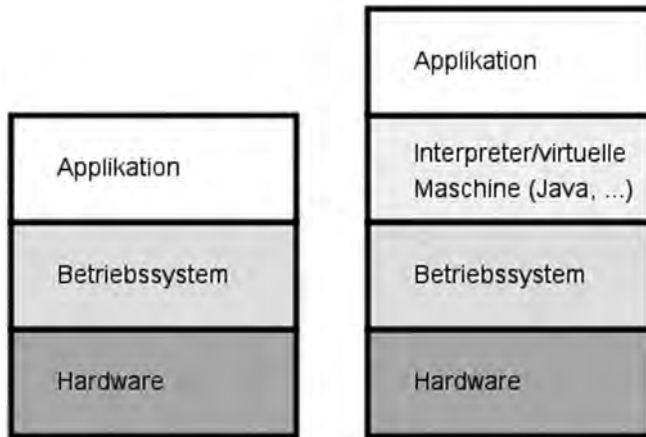 Applikation
Betriebssystem
Hardware
Applikation
Interpreter/virtuelle
Maschine (Java, ...)
Betriebssystem
Hardware